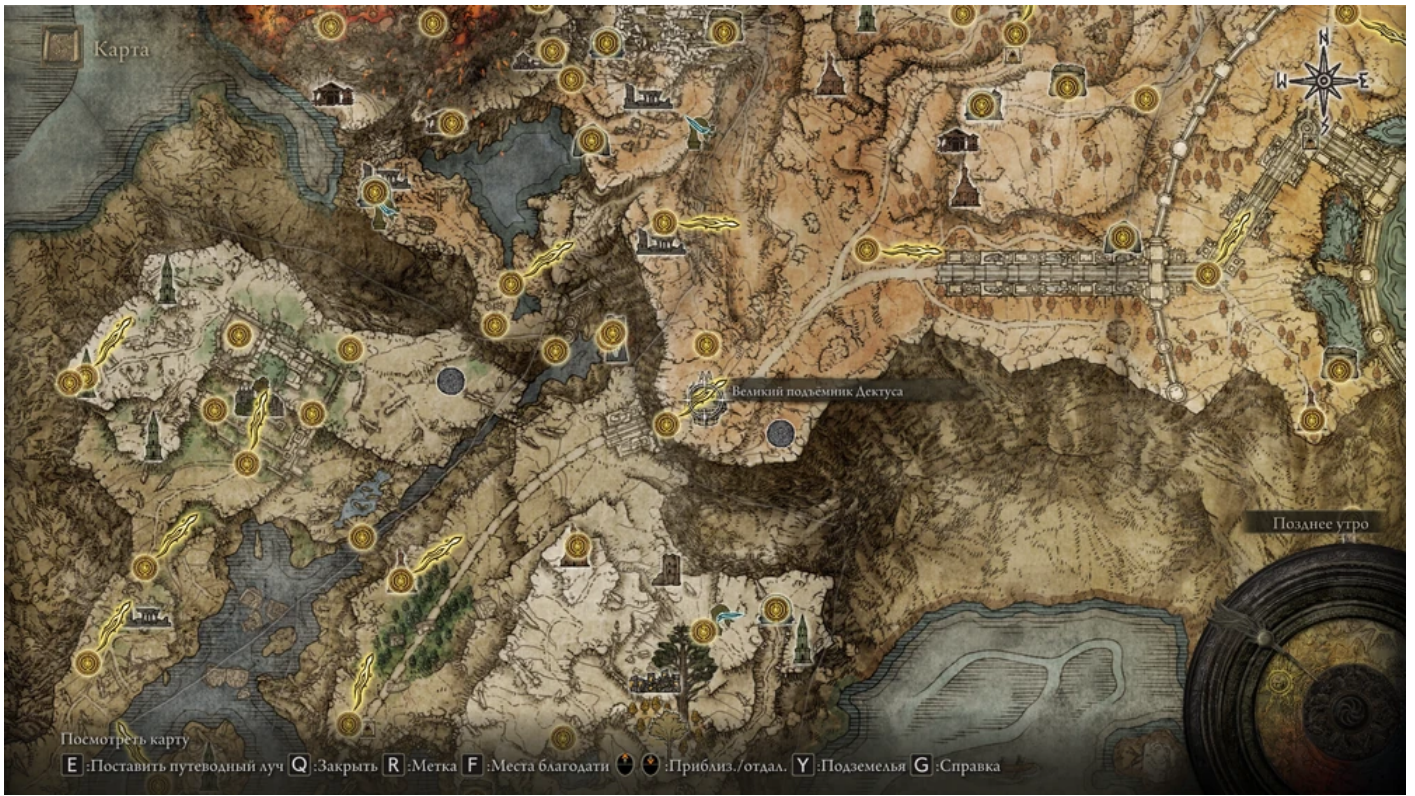 Карта
N
W E
S
Великий подъёмник Дектуса
Позднее утро
Посмотреть карту
E :Поставить путеводный луч Q :Закрыть R :Метка F :Места благодати :Приблиз./отдал. Y :Подземелья G :Справка